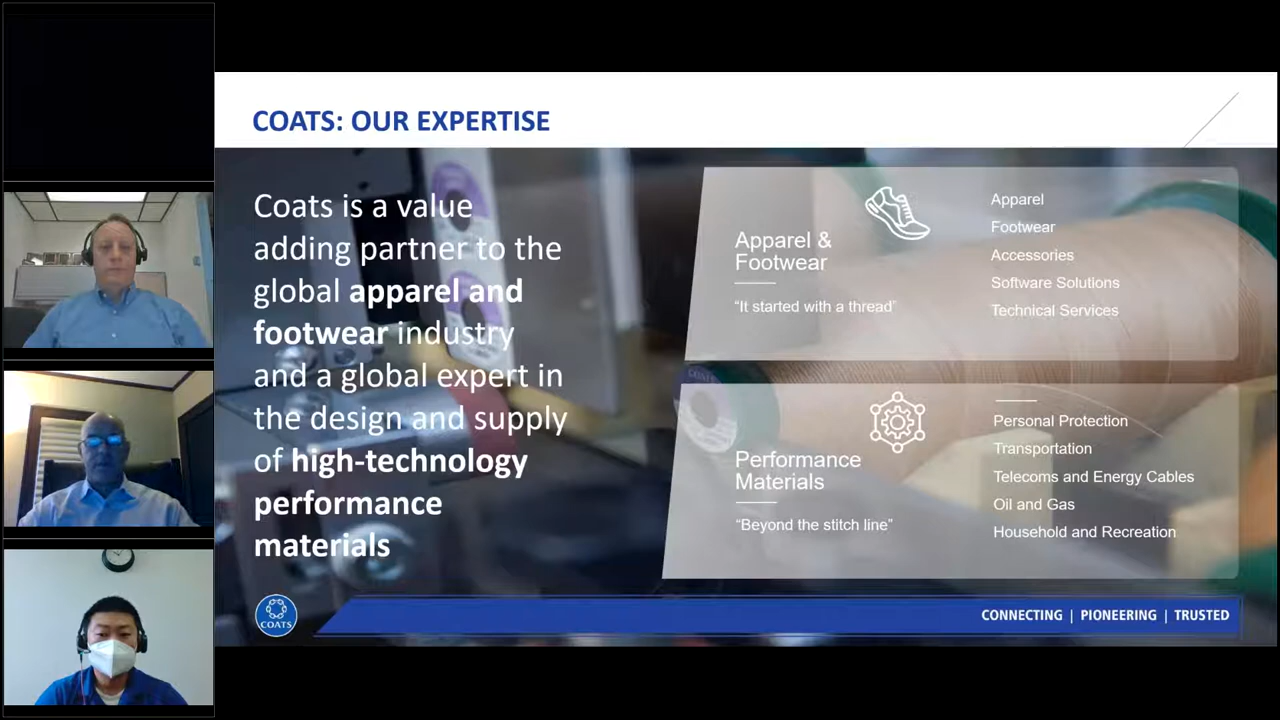 COATS: OUR EXPERTISE
Coats is a value
adding partner to the
global apparel and
footwear industry
and a global expert in
the design and supply
of high-technology
performance
materials
Apparel &
Footwear
“It started with a thread”
Apparel
Footwear
Accessories
Software Solutions
Technical Services
Performance
Materials
“Beyond the stitch line”
Personal Protection
Transportation
Telecoms and Energy Cables
Oil and Gas
Household and Recreation
COATS
CONNECTING | PIONEERING | TRUSTED